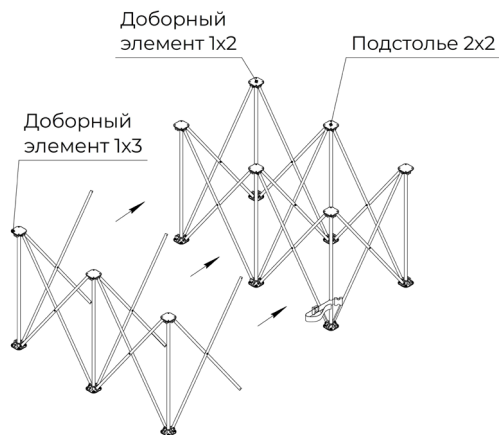 Доборный
элемент 1х2
Подстолье 2х2
Доборный
элемент 1х3